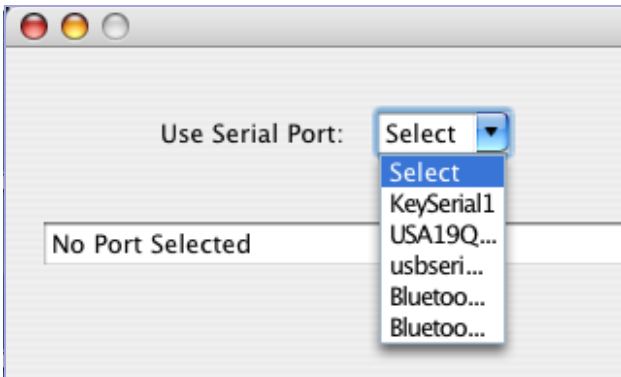 Use Serial Port: Select
Select
KeySerial1
USA19Q...
No Port Selected
usbseri...
Bluetoo...
Bluetoo...